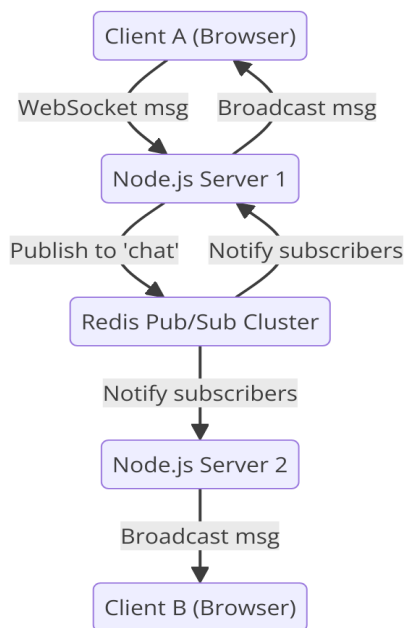 Client A (Browser)
WebSocket msg
Broadcast msg
Node.js Server 1
Publish to 'chat'
Notify subscribers
Redis Pub/Sub Cluster
Notify subscribers
Node.js Server 2
Broadcast msg
Client B (Browser)